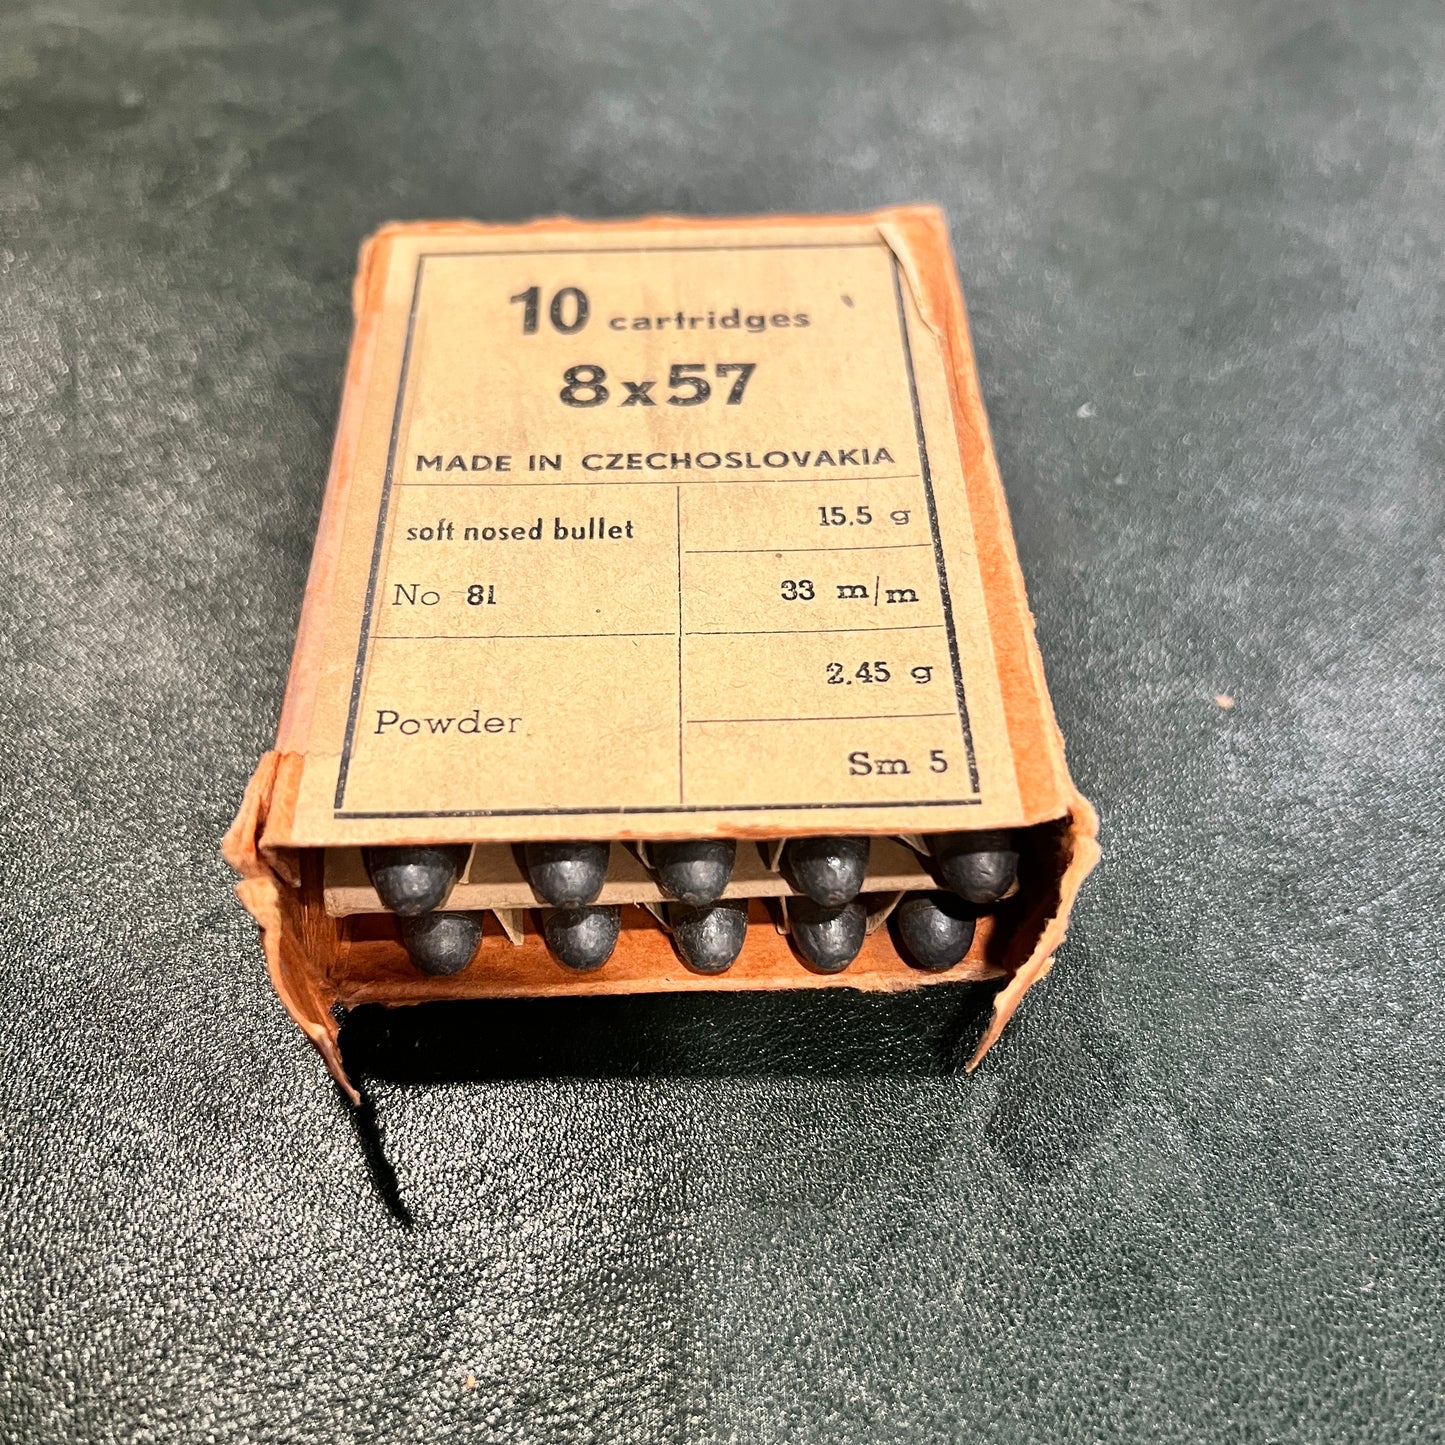 10 cartridges
8x57
MADE IN CZECHOSLOVAKIA
soft nosed bullet
No 81
15.5 g
33 m/m
Powder
2.45 g
Sm 5